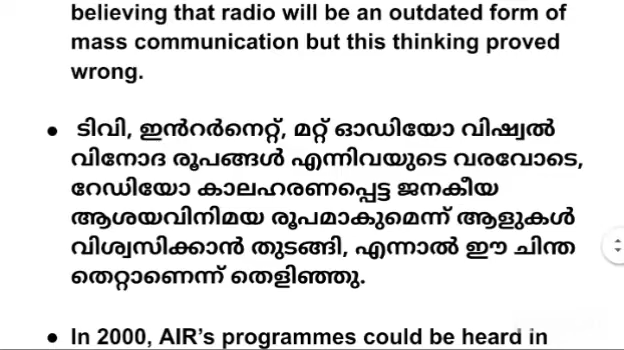 believing that radio will be an outdated form of
mass communication but this thinking proved
wrong.
● ടിവി, ഇൻറർനെറ്റ്, മറ്റ് ഓഡിയോ വിഷ്വൽ
വിനോദ രൂപങ്ങൾ എന്നിവയുടെ വരവോടെ,
റേഡിയോ കാലഹരണപ്പെട്ട ജനകീയ
ആശയവിനിമയ രൂപമാകുമെന്ന് ആളുകൾ
വിശ്വസിക്കാൻ തുടങ്ങി, എന്നാൽ ഈ ചിന്ത
തെറ്റാണെന്ന് തെളിഞ്ഞു.
● In 2000, AIR's programmes could be heard in